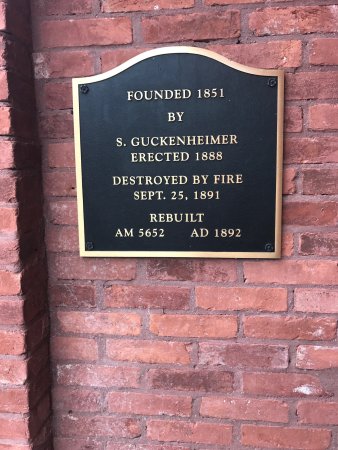 FOUNDED 1851
BY
S. GUCKENHEIMER
ERECTED 1888
DESTROYED BY FIRE
SEPT. 25, 1891
REBUILT
AM 5652 AD 1892